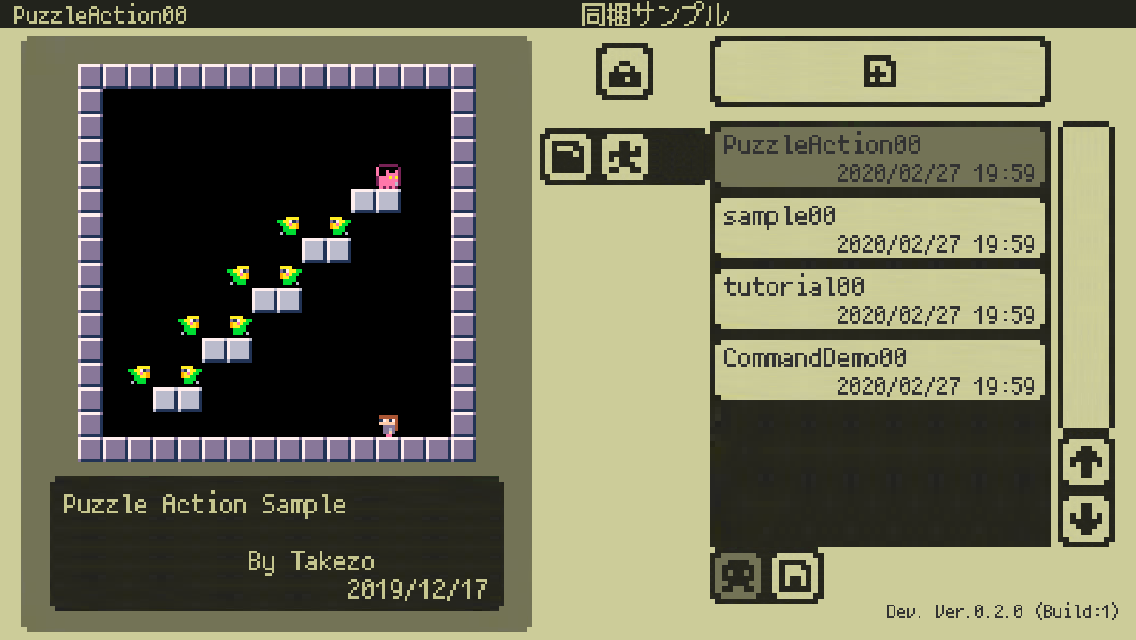 PuzzleAction00
同梱サンプル
PuzzleAction00
2020/02/27 19:59
sample00
2020/02/27 19:59
tutorial00
2020/02/27 19:59
CommandDemo00
2020/02/27 19:59
Puzzle Action Sample
By Takezo
2019/12/17
Dev. Ver.0.2.0 (Build:1)